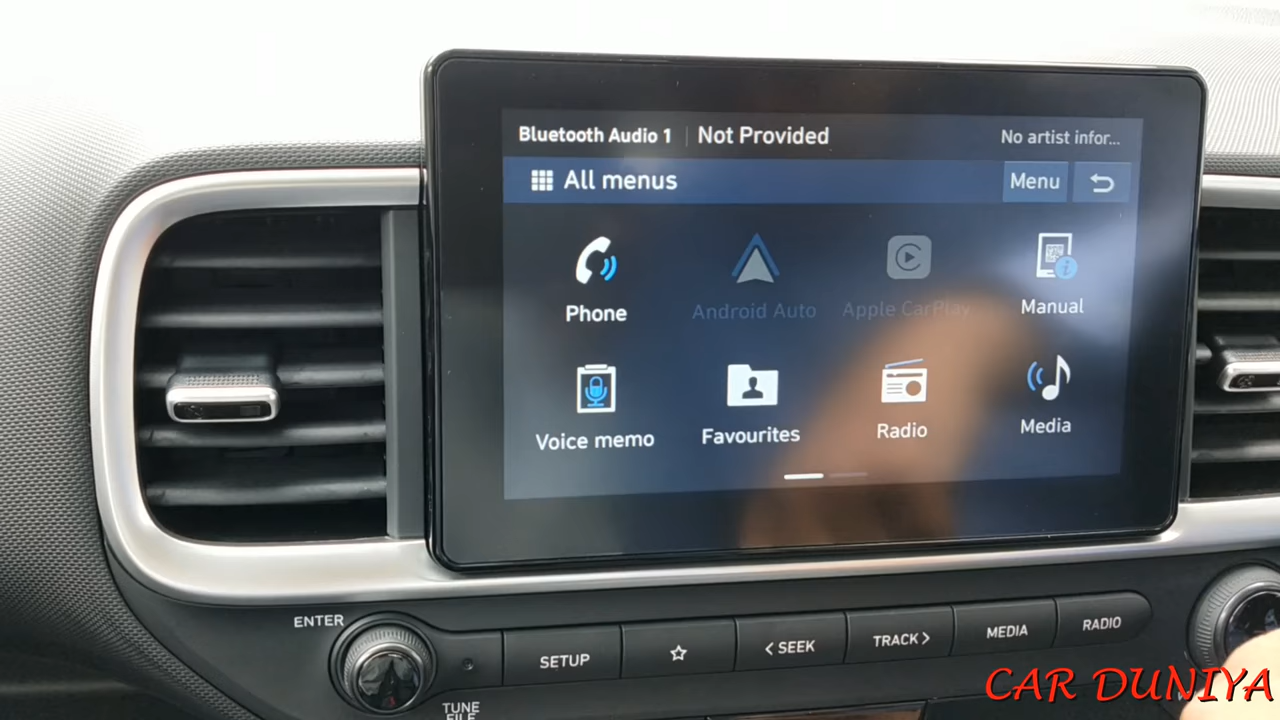 Bluetooth Audio 1 Not Provided No artist infor...
All menus Menu
Phone Android Auto Apple CarPlay Manual
Voice memo Favourites Radio Media
ENTER
SETUP < SEEK TRACK > MEDIA RADIO
TUNE
FILE
CAR DUNIYA